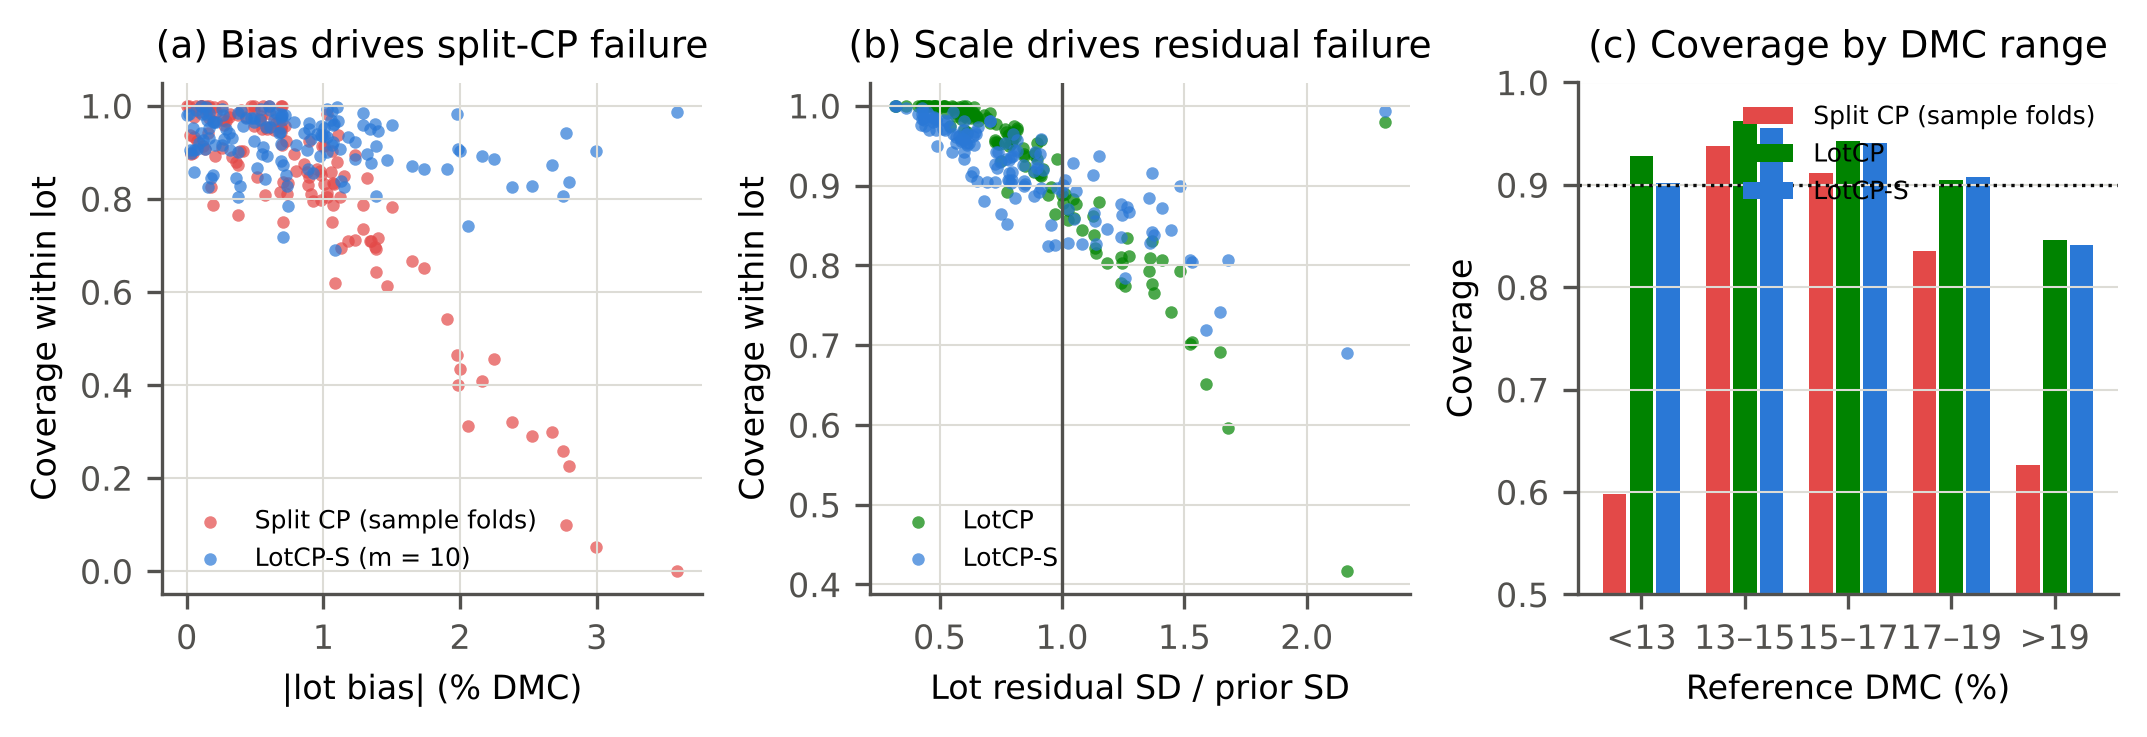 (a) Bias drives split-CP failure
Coverage within lot
1.0
0.8
0.6
0.4
0.2
0.0
Split CP (sample folds)
LotCP-S (m = 10)
0 1 2 3
|lot bias| (% DMC)
(b) Scale drives residual failure
Coverage within lot
1.0
0.9
0.8
0.7
0.6
0.5
0.4
LotCP
LotCP-S
0.5 1.0 1.5 2.0
Lot residual SD / prior SD
(c) Coverage by DMC range
Coverage
1.0
0.9
0.8
0.7
0.6
0.5
Split CP (sample folds)
LotCP
LotCP-S
<13 13–15 15–17 17–19 >19
Reference DMC (%)